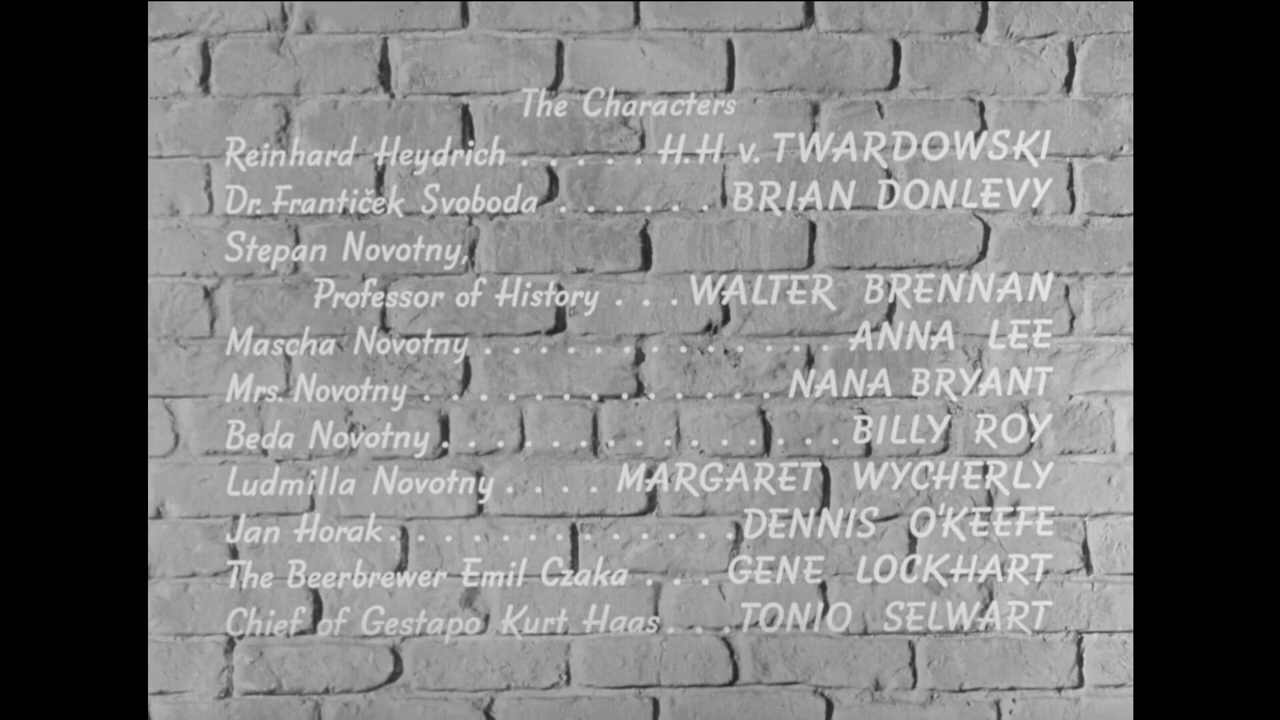 The Characters
Reinhard Heydrich . . . . . H.H v. TWARDOWSKI
Dr. Frantiček Svoboda . . . . . . BRIAN DONLEVY
Stepan Novotny,
Professor of History . . . WALTER BRENNAN
Mascha Novotny . . . . . . . . . . . . . ANNA LEE
Mrs. Novotny . . . . . . . . . . . . . NANA BRYANT
Beda Novotny . . . . . . . . . . . . . . . BILLY ROY
Ludmilla Novotny . . . . MARGARET WYCHERLY
Jan Horak . . . . . . . . . . . . . DENNIS O'KEEFE
The Beerbrewer Emil Czaka . . . GENE LOCKHART
Chief of Gestapo Kurt Haas . . . TONIO SELWART